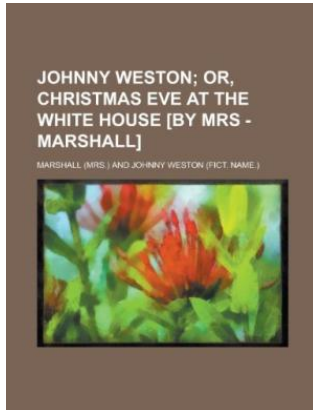 JOHNNY WESTON; OR,
CHRISTMAS EVE AT THE
WHITE HOUSE [BY MRS -
MARSHALL]
MARSHALL (MRS.) AND JOHNNY WESTON (FICT. NAME.)